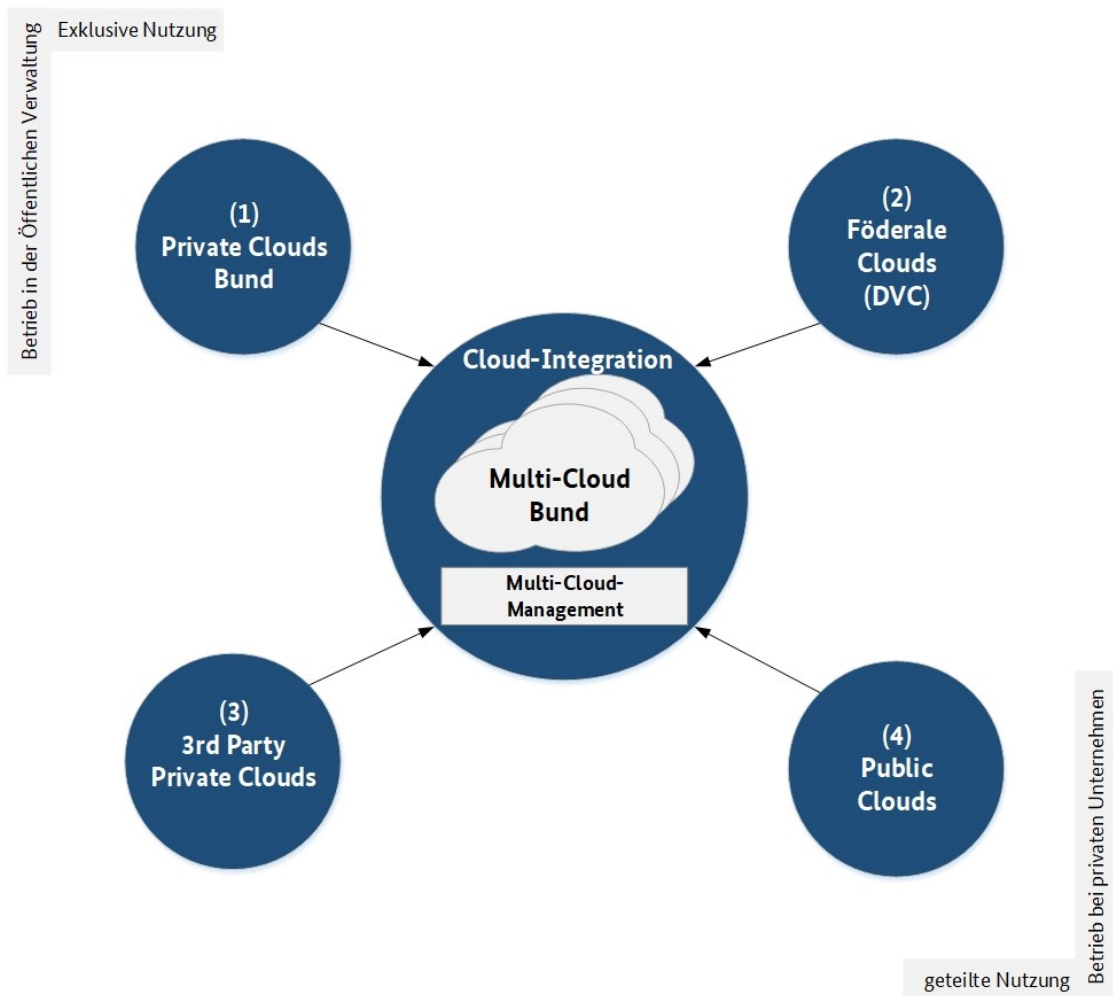 Exklusive Nutzung
Betrieb in der Öffentlichen Verwaltung
(1)
Private Clouds
Bund
(2)
Föderale
Clouds
(DVC)
Cloud-Integration
Multi-Cloud
Bund
Multi-Cloud-
Management
(3)
3rd Party
Private Clouds
(4)
Public
Clouds
Betrieb bei privaten Unternehmen
geteilte Nutzung